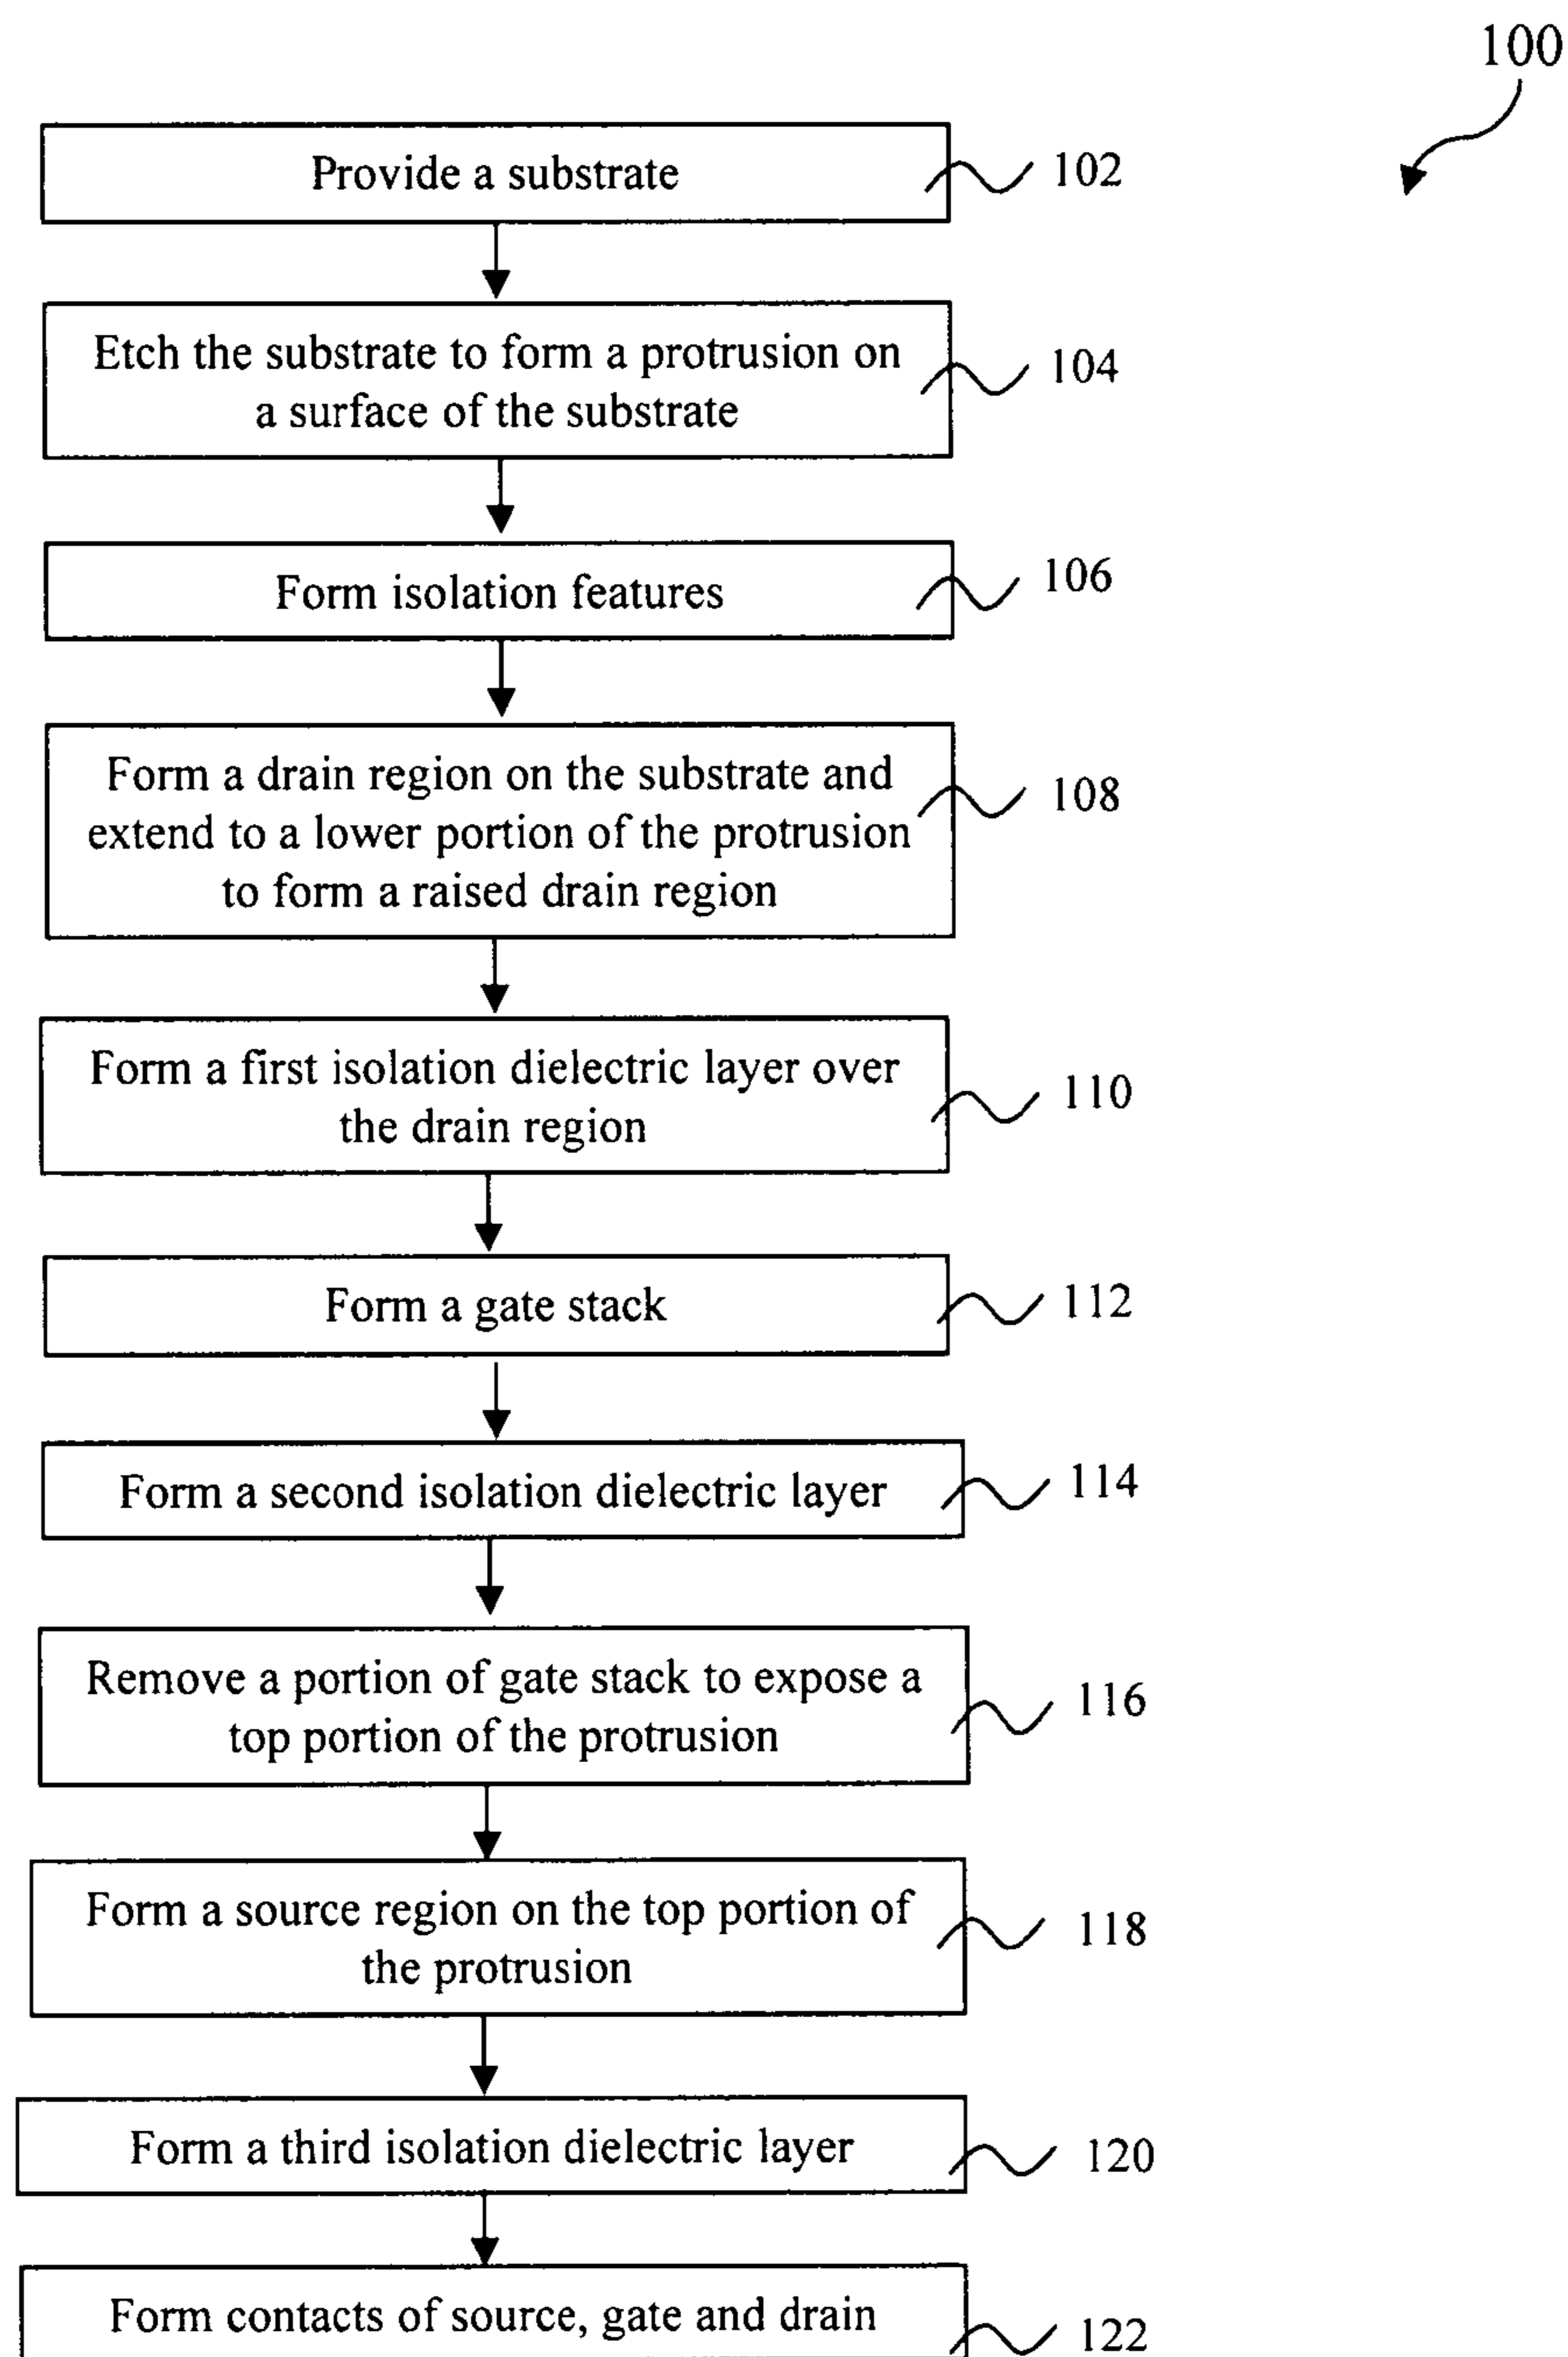 100
Provide a substrate
102
Etch the substrate to form a protrusion on
a surface of the substrate
104
Form isolation features
106
Form a drain region on the substrate and
extend to a lower portion of the protrusion
to form a raised drain region
108
Form a first isolation dielectric layer over
the drain region
110
Form a gate stack
112
Form a second isolation dielectric layer
114
Remove a portion of gate stack to expose a
top portion of the protrusion
116
Form a source region on the top portion of
the protrusion
118
Form a third isolation dielectric layer
120
Form contacts of source, gate and drain
122